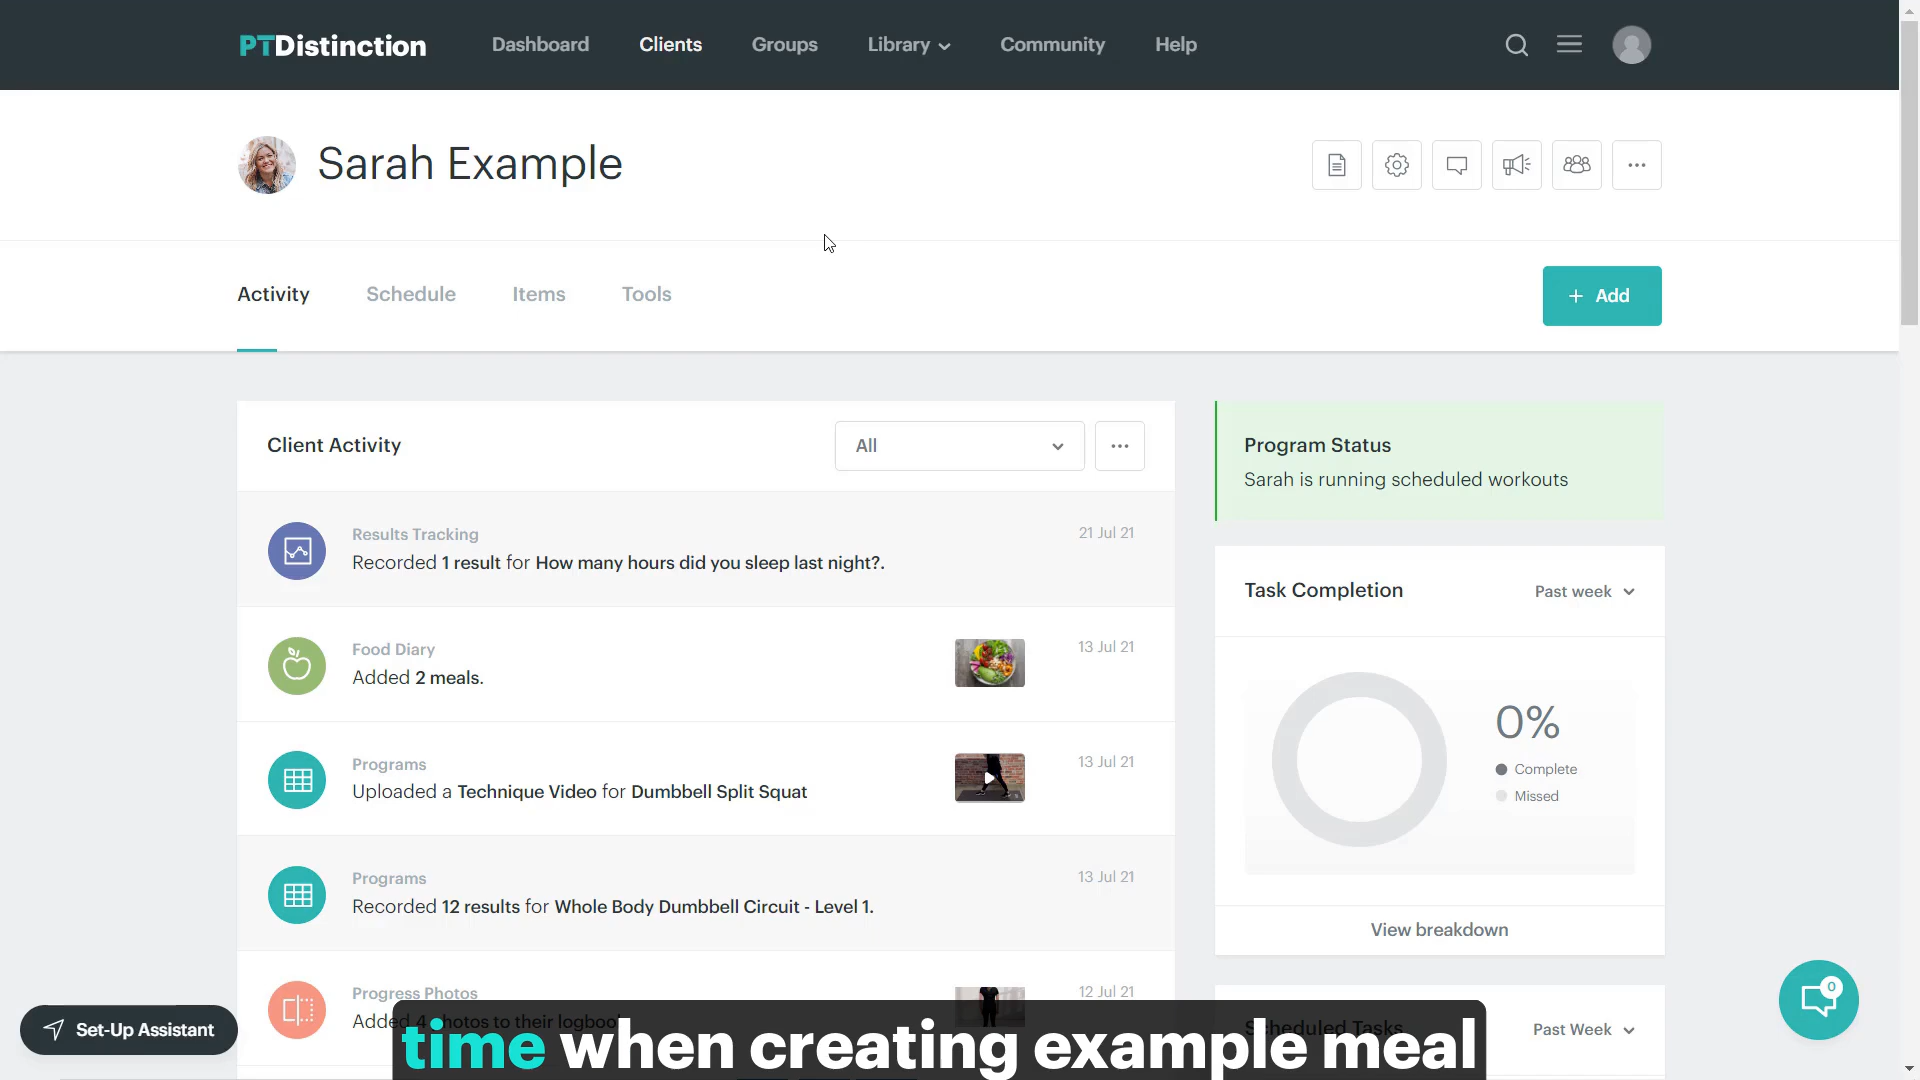 PTDistinction
Dashboard
Clients
Groups
Library
Community
Help
Sarah Example
Activity
Schedule
Items
Tools
+ Add
Client Activity
All
Results Tracking
21 Jul 21
Recorded 1 result for How many hours did you sleep last night?.
Food Diary
13 Jul 21
Added 2 meals.
Programs
13 Jul 21
Uploaded a Technique Video for Dumbbell Split Squat
Programs
13 Jul 21
Recorded 12 results for Whole Body Dumbbell Circuit - Level 1.
Progress Photos
12 Jul 21
Added 4 photos to their logbook
Program Status
Sarah is running scheduled workouts
Task Completion
Past week
0%
Complete
Missed
View breakdown
Scheduled Tasks
Past Week
0
Set-Up Assistant
time when creating example meal